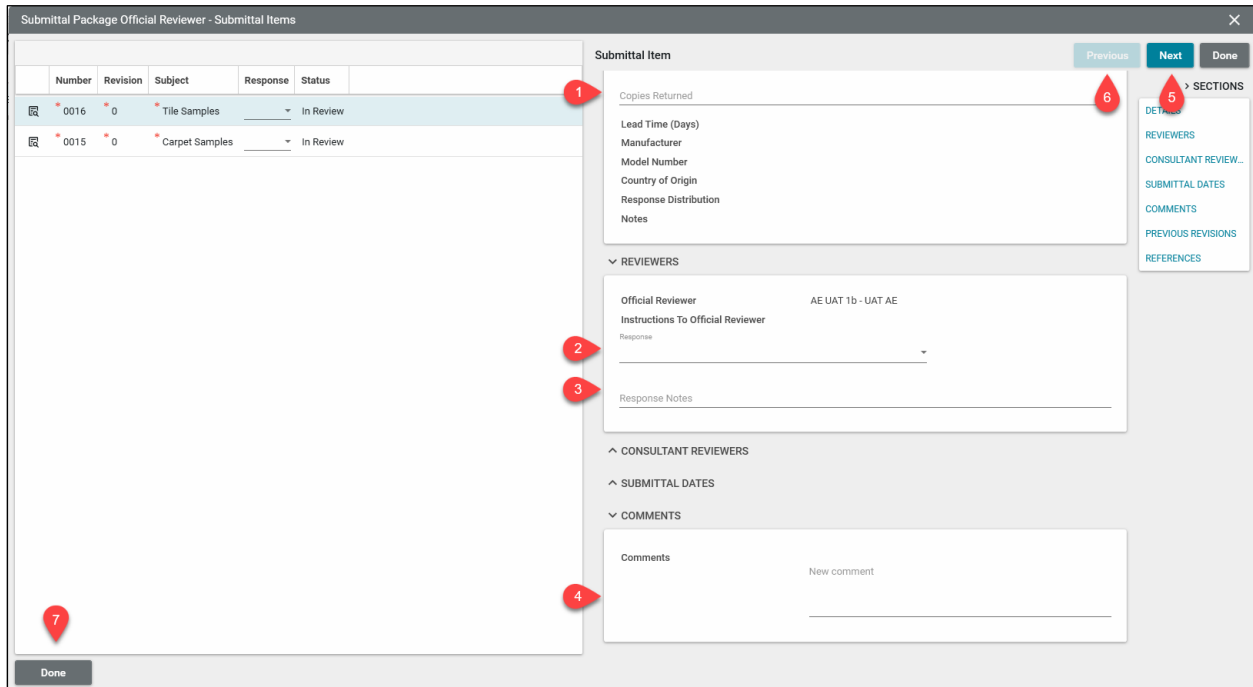 Submittal Package Official Reviewer - Submittal Items
Number Revision Subject Response Status
* 0016 * 0 * Tile Samples In Review
* 0015 * 0 * Carpet Samples In Review
7
Done
Submittal Item
Previous Next Done
6 5
1
Copies Returned
Lead Time (Days)
Manufacturer
Model Number
Country of Origin
Response Distribution
Notes
REVIEWERS
Official Reviewer AE UAT 1b - UAT AE
Instructions To Official Reviewer
Response
2
3
Response Notes
CONSULTANT REVIEWERS
SUBMITTAL DATES
COMMENTS
Comments
New comment
4
> SECTIONS
DETAILS
REVIEWERS
CONSULTANT REVIEW...
SUBMITTAL DATES
COMMENTS
PREVIOUS REVISIONS
REFERENCES